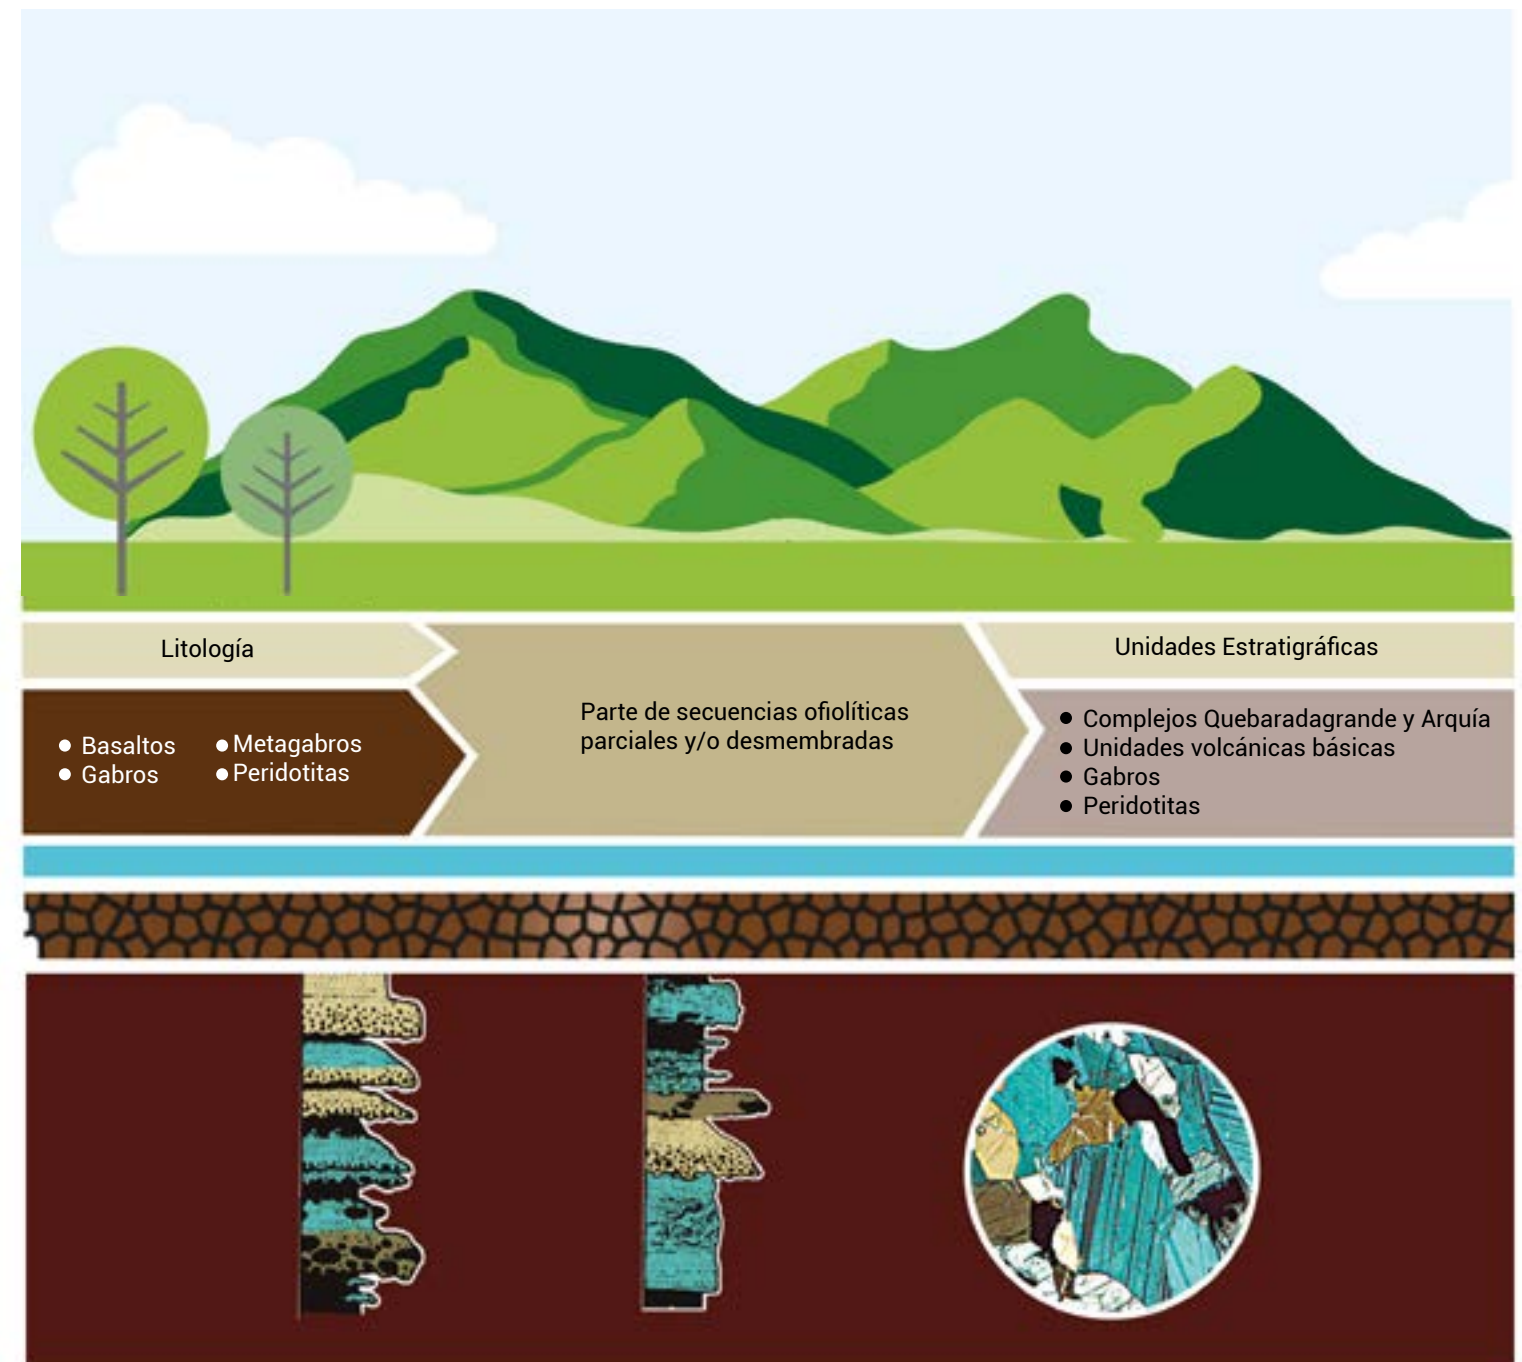 Litología
Basaltos
Gabros
Metagabros
Peridotitas
Parte de secuencias ofiolíticas
parciales y/o desmembradas
Unidades Estratigráficas
Complejos Quebaradagrande y Arquía
Unidades volcánicas básicas
Gabros
Peridotitas